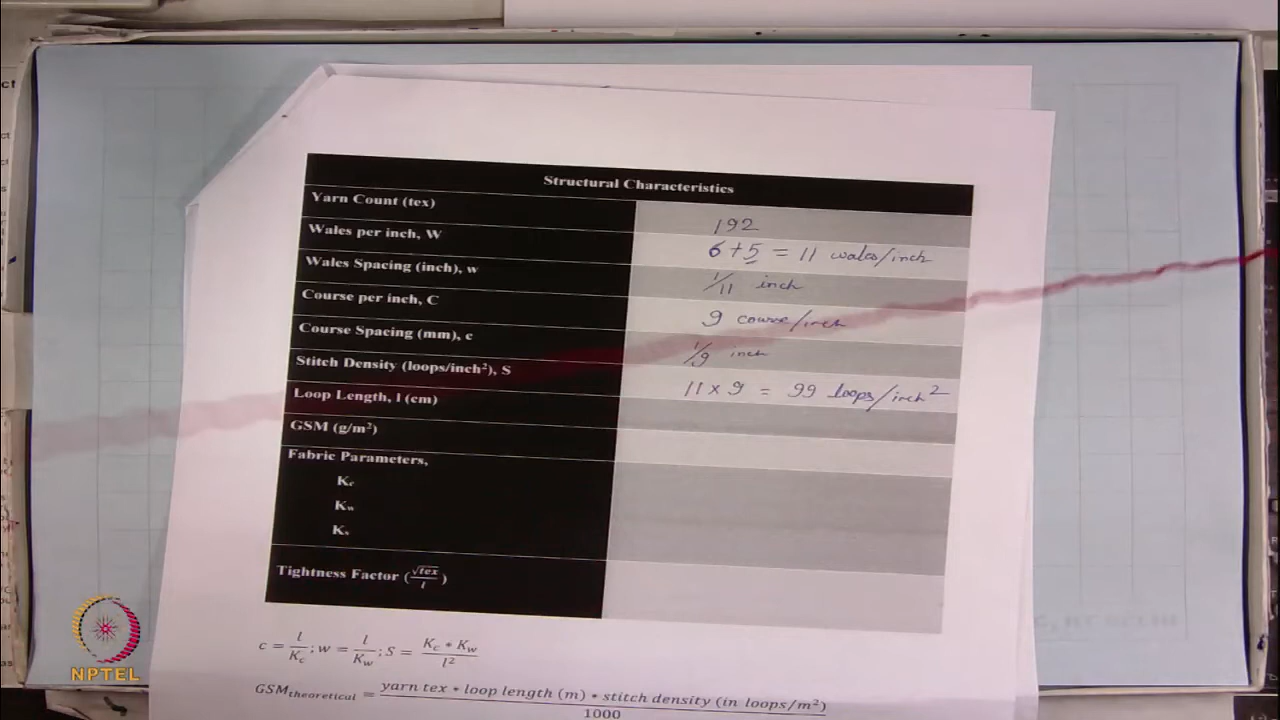 Structural Characteristics
Yarn Count (tex) 192
Wales per inch, W 6 + 5 = 11 wales/inch
Wales Spacing (inch), w 1/11 inch
Course per inch, C 9 course/inch
Course Spacing (mm), c 1/9 inch
Stitch Density (loops/inch²), S 11 x 9 = 99 loops/inch²
Loop Length, l (cm)
GSM (g/m²)
Fabric Parameters,
Kc
Kw
Ks
Tightness Factor (√tex/l)
c = l/Kc ; w = l/Kw ; S = Kc * Kw / l²
GSMtheoretical = yarn tex * loop length (m) * stitch density (in loops/m²) / 1000
NPTEL